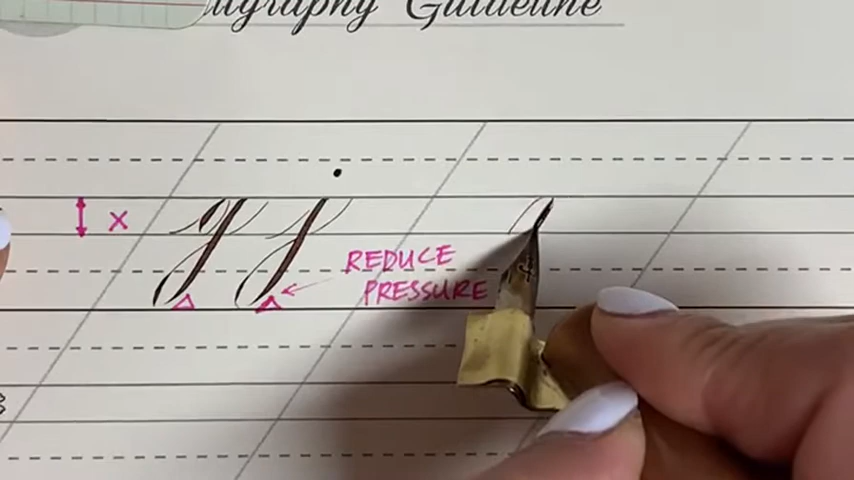 Calligraphy Guideline
x
g j
REDUCE
PRESSURE